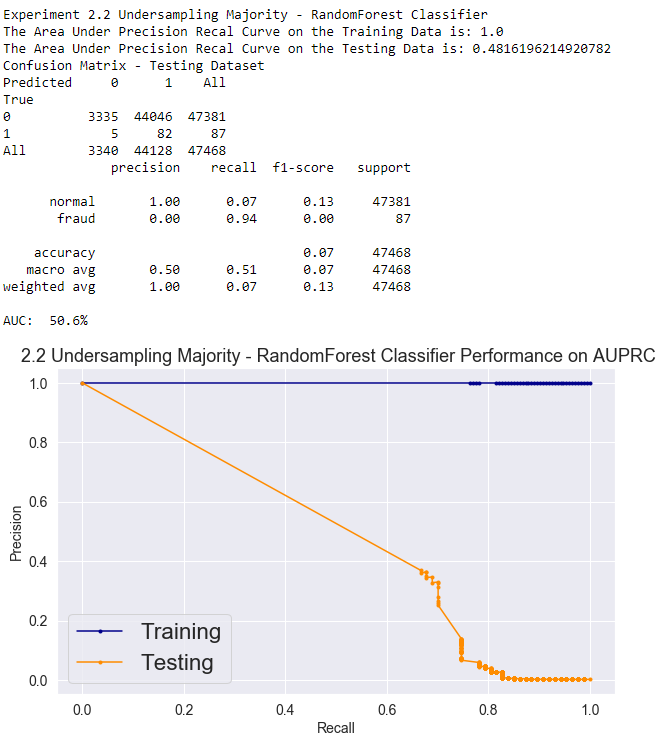 Experiment 2.2 Undersampling Majority - RandomForest Classifier
The Area Under Precision Recal Curve on the Training Data is: 1.0
The Area Under Precision Recal Curve on the Testing Data is: 0.4816196214920782
Confusion Matrix - Testing Dataset
Predicted 0 1 All
True
0 3335 44046 47381
1 5 82 87
All 3340 44128 47468
precision recall f1-score support
normal 1.00 0.07 0.13 47381
fraud 0.00 0.94 0.00 87
accuracy 0.07 47468
macro avg 0.50 0.51 0.07 47468
weighted avg 1.00 0.07 0.13 47468
AUC: 50.6%
2.2 Undersampling Majority - RandomForest Classifier Performance on AUPRC
1.0
0.8
0.6
0.4
0.2
0.0
Precision
Training
Testing
0.0 0.2 0.4 0.6 0.8 1.0
Recall